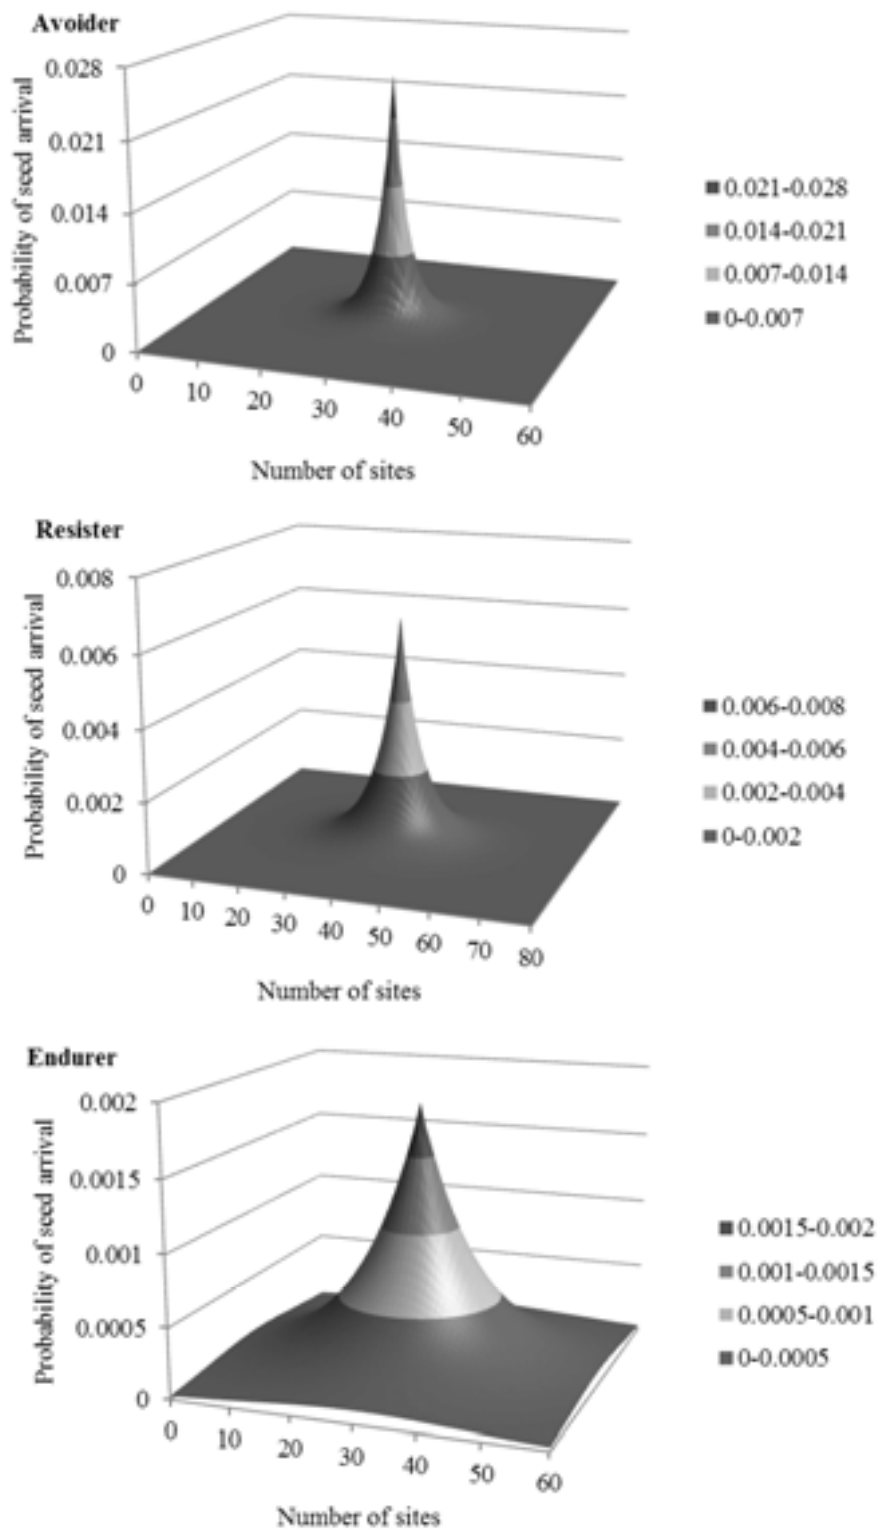 Avoider
0.028
0.021
0.014
0.007
0
Probability of seed arrival
0 10 20 30 40 50 60
Number of sites
0.021-0.028
0.014-0.021
0.007-0.014
0-0.007
Resister
0.008
0.006
0.004
0.002
0
Probability of seed arrival
0 10 20 30 40 50 60 70 80
Number of sites
0.006-0.008
0.004-0.006
0.002-0.004
0-0.002
Endurer
0.002
0.0015
0.001
0.0005
0
Probability of seed arrival
0 10 20 30 40 50 60
Number of sites
0.0015-0.002
0.001-0.0015
0.0005-0.001
0-0.0005